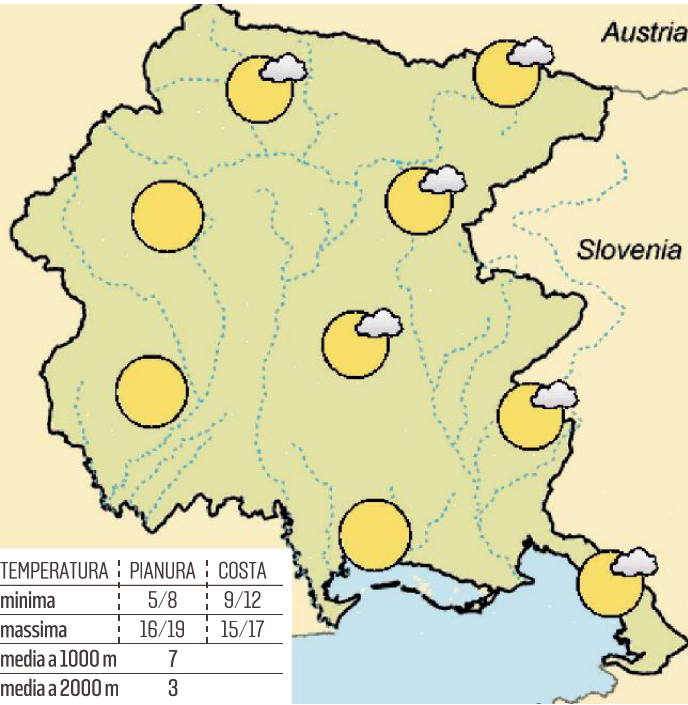 Austria
Slovenia
TEMPERATURA PIANURA COSTA
minima 5/8 9/12
massima 16/19 15/17
media a 1000 m 7
media a 2000 m 3